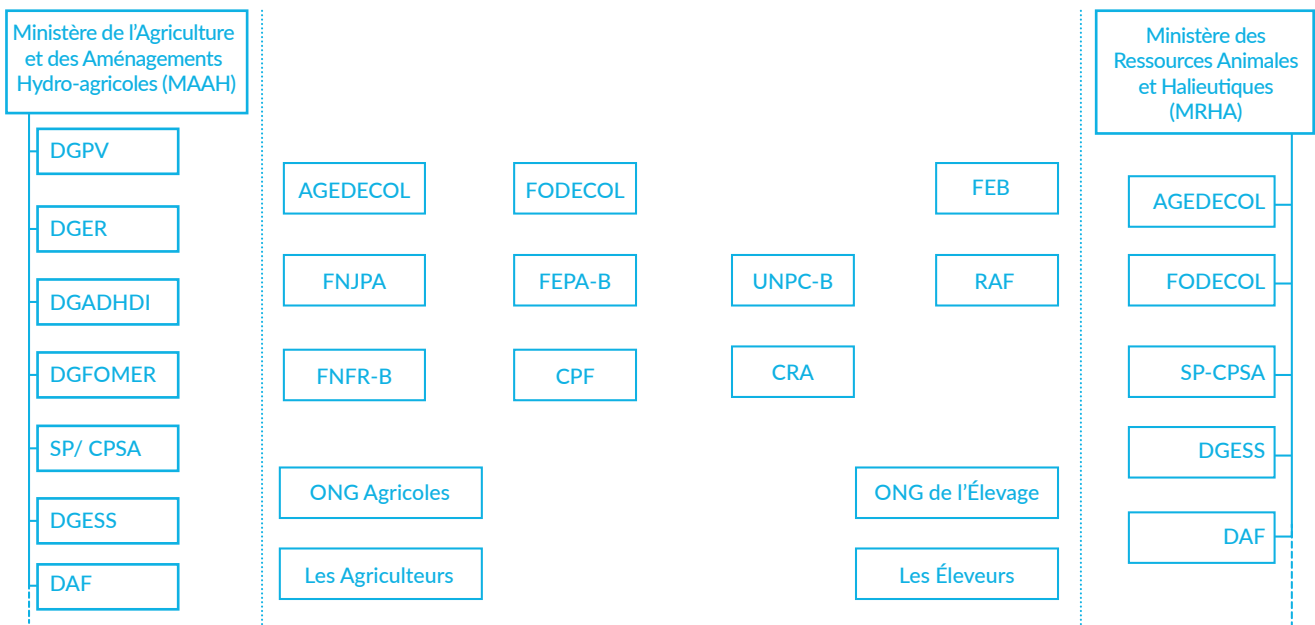 Ministère de l'Agriculture
et des Aménagements
Hydro-agricoles (MAAH)
DGPV
DGER
DGADHDI
DGFOMER
SP/ CPSA
DGESS
DAF
AGEDECOL
FODECOL
FEB
FNJPA
FEPA-B
UNPC-B
RAF
FNFR-B
CPF
CRA
ONG Agricoles
ONG de l'Élevage
Les Agriculteurs
Les Éleveurs
Ministère des
Ressources Animales
et Halieutiques
(MRHA)
AGEDECOL
FODECOL
SP-CPSA
DGESS
DAF